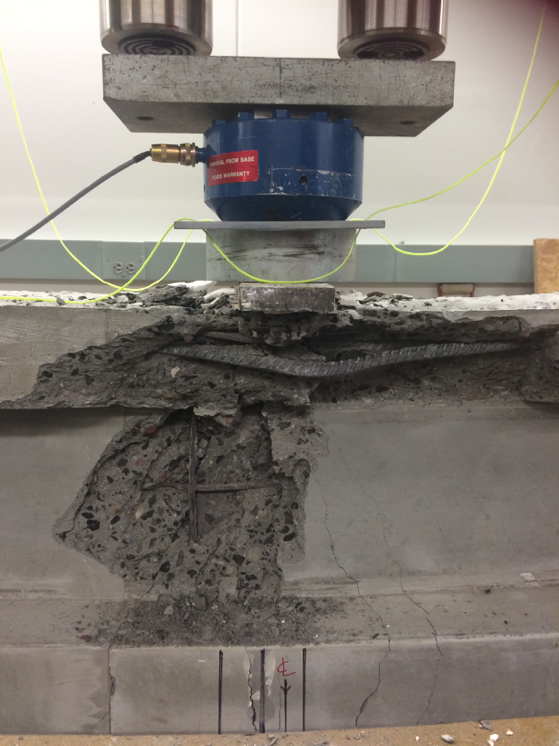 REMOVAL FROM BASE
VOIDS WARRANTY
℄